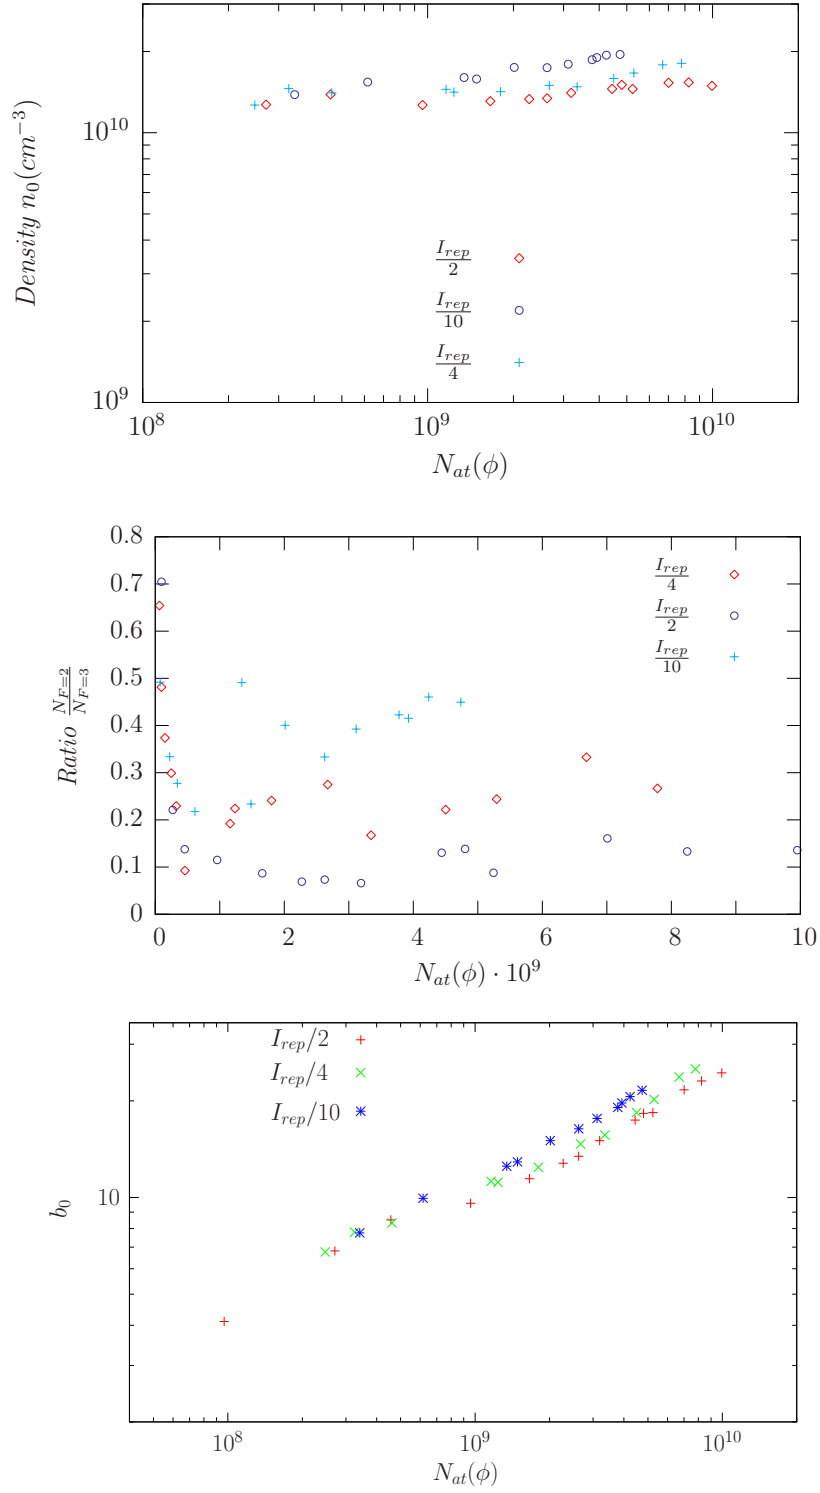 Density n₀(cm⁻³)
10¹⁰
10⁹
I_rep/2
I_rep/10
I_rep/4
10⁸ 10⁹ 10¹⁰
N_at(ϕ)
Ratio N_F=2/N_F=3
0.8
0.7
0.6
0.5
0.4
0.3
0.2
0.1
0
I_rep/4
I_rep/2
I_rep/10
0 2 4 6 8 10
N_at(ϕ) · 10⁹
b₀
10
I_rep/2
I_rep/4
I_rep/10
10⁸ 10⁹ 10¹⁰
N_at(ϕ)